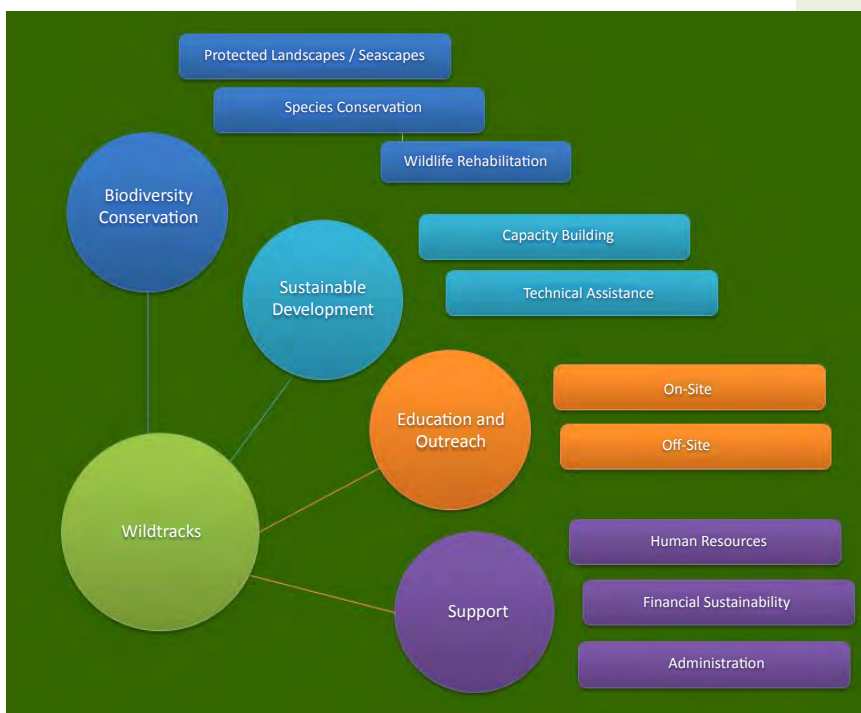 Protected Landscapes / Seascapes
Species Conservation
Wildlife Rehabilitation
Biodiversity
Conservation
Capacity Building
Sustainable
Development
Technical Assistance
Education and
Outreach
On-Site
Off-Site
Wildtracks
Human Resources
Support
Financial Sustainability
Administration